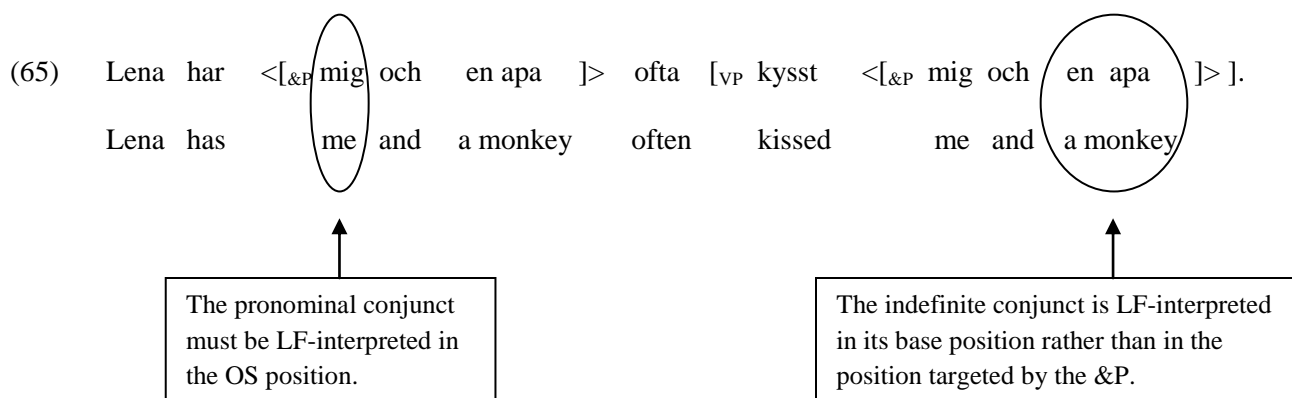 (65) Lena har <[&P mig och en apa ]> ofta [VP kysst <[&P mig och en apa ]> ].
Lena has me and a monkey often kissed me and a monkey
The pronominal conjunct
must be LF-interpreted in
the OS position.
The indefinite conjunct is LF-interpreted
in its base position rather than in the
position targeted by the &P.